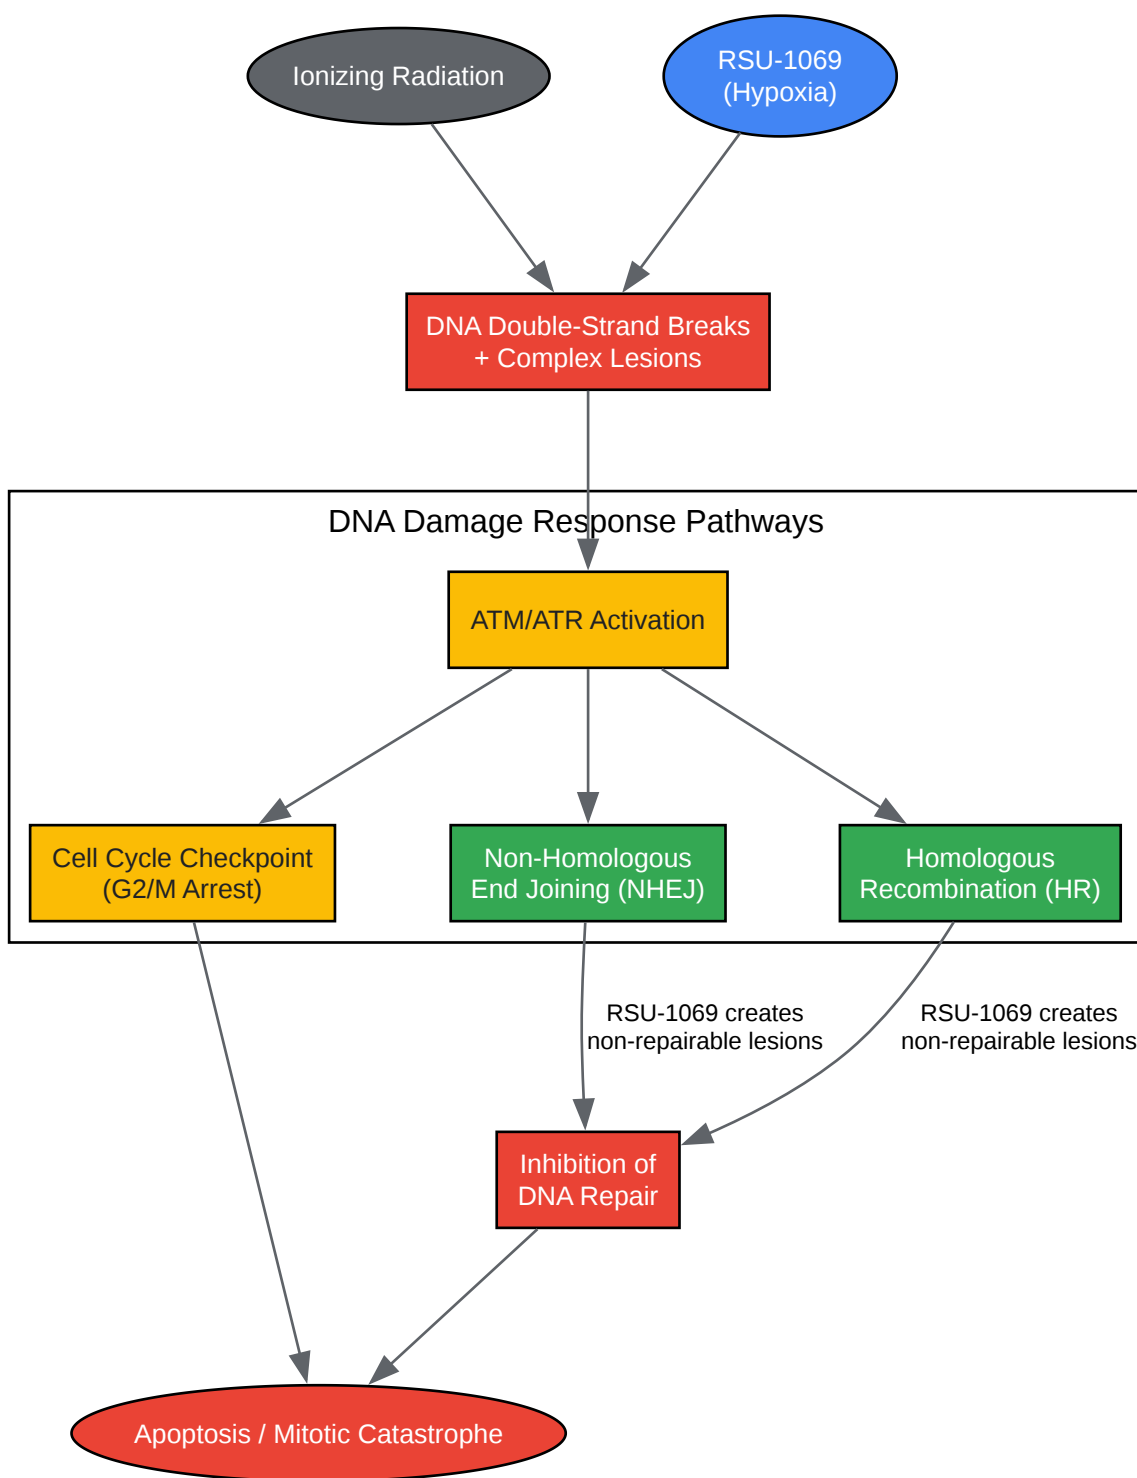 Ionizing Radiation
RSU-1069
(Hypoxia)
DNA Double-Strand Breaks
+ Complex Lesions
DNA Damage Response Pathways
ATM/ATR Activation
Cell Cycle Checkpoint
(G2/M Arrest)
Non-Homologous
End Joining (NHEJ)
Homologous
Recombination (HR)
RSU-1069 creates
non-repairable lesions
RSU-1069 creates
non-repairable lesions
Inhibition of
DNA Repair
Apoptosis / Mitotic Catastrophe